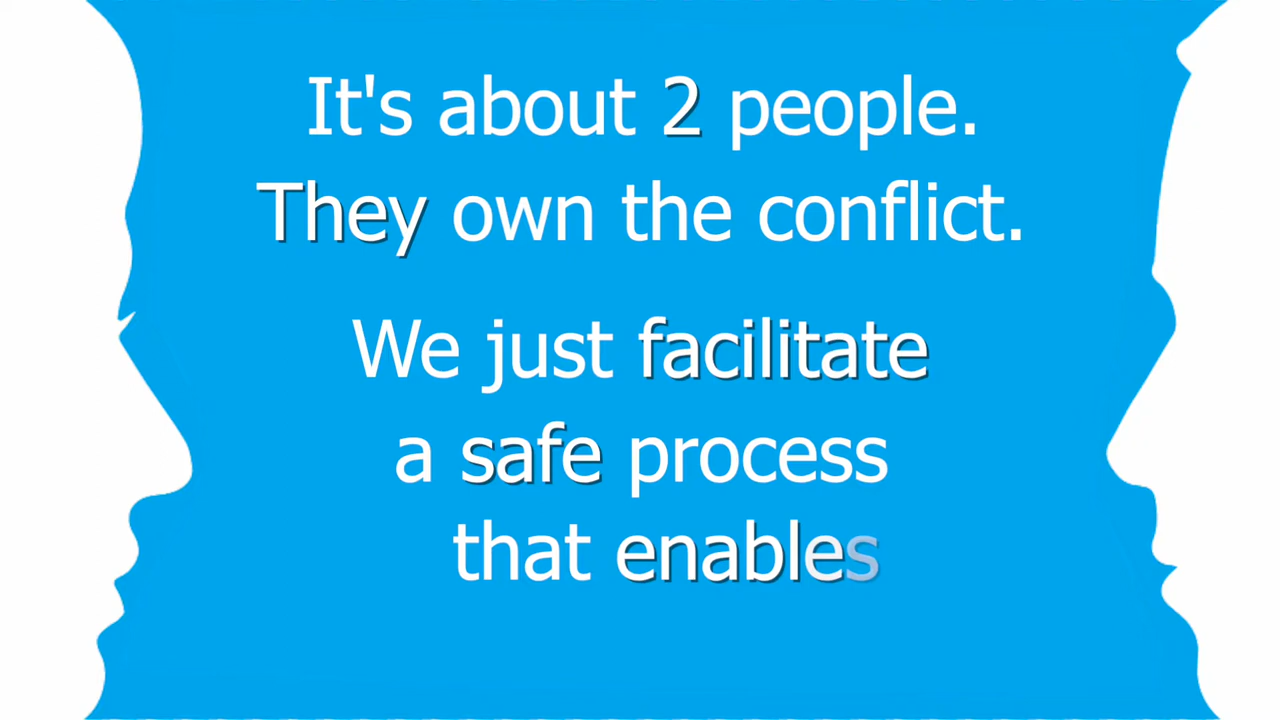 It's about 2 people.
They own the conflict.
We just facilitate
a safe process
that enables